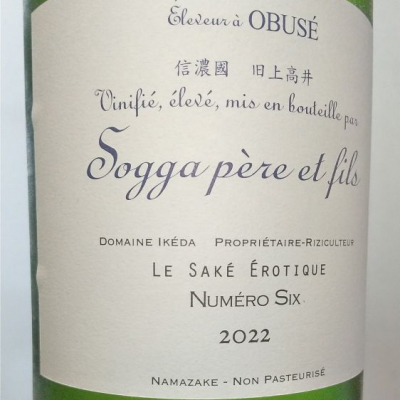 Éleveur à OBUSÉ
信濃國 旧上高井
Vinifié, élevé, mis en bouteille par
Sogga père et fils
DOMAINE IKÉDA PROPRIÉTAIRE-RIZICULTEUR
LE SAKÉ ÉROTIQUE
NUMÉRO SIX
2022
NAMAZAKE - NON PASTEURISÉ